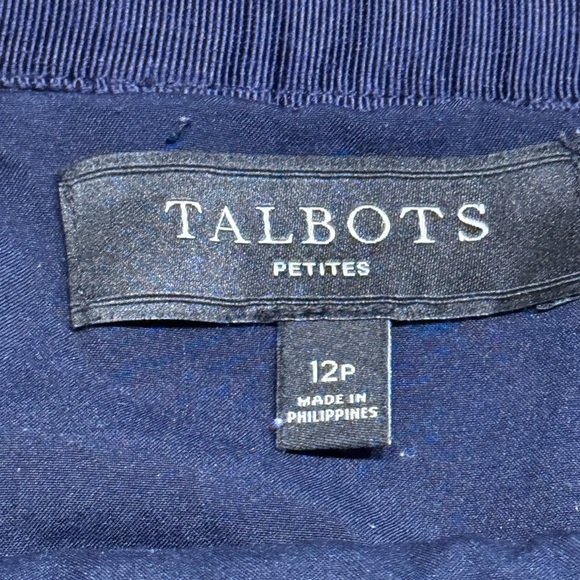 TALBOTS
PETITES
12P
MADE IN
PHILIPPINES